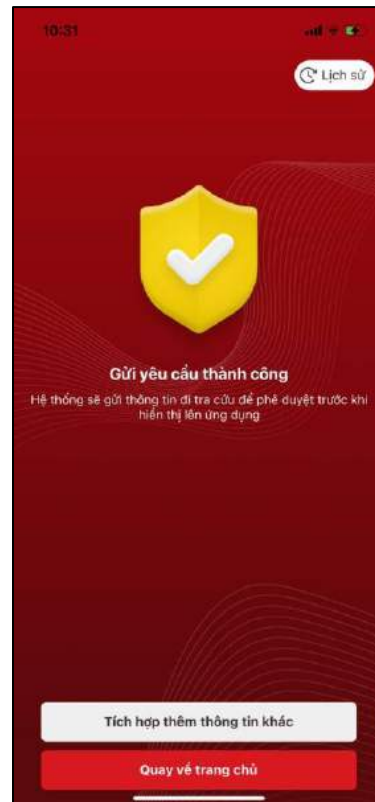 10:31
Lịch sử
Gửi yêu cầu thành công
Hệ thống sẽ gửi thông tin đi tra cứu để phê duyệt trước khi
hiển thị lên ứng dụng
Tích hợp thêm thông tin khác
Quay về trang chủ